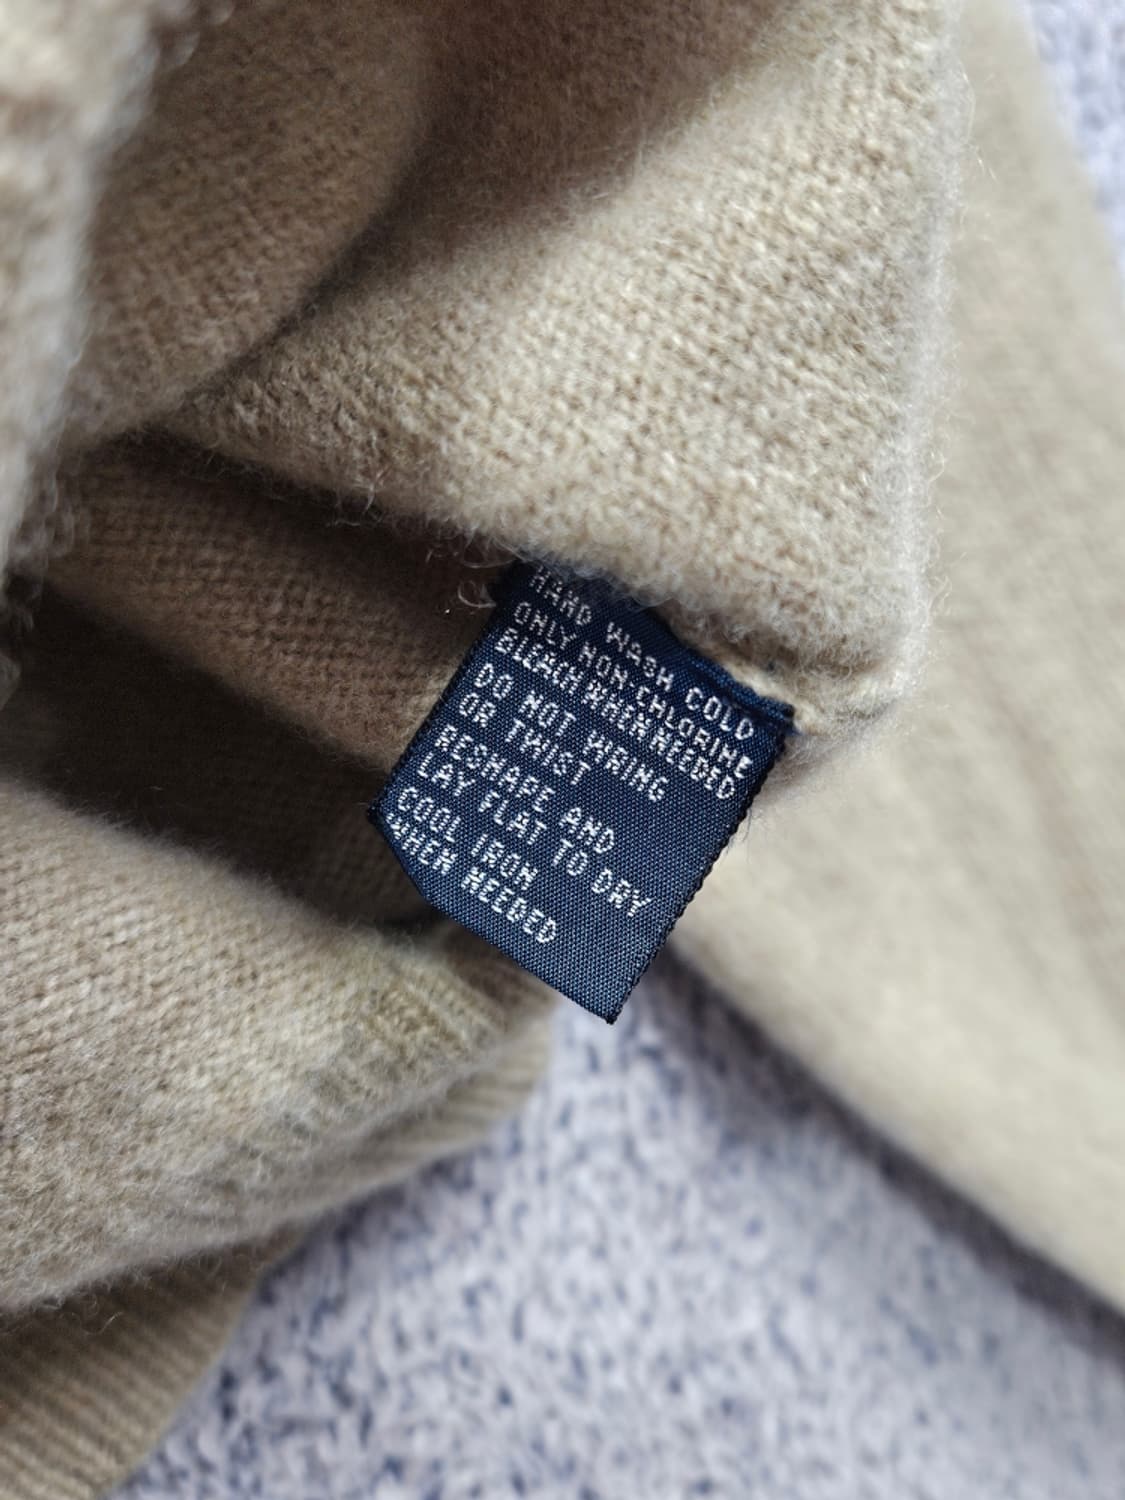 HAND WASH COLD
ONLY NON-CHLORINE
BLEACH WHEN NEEDED
DO NOT WRING
OR TWIST
RESHAPE AND
LAY FLAT TO DRY
COOL IRON
WHEN NEEDED